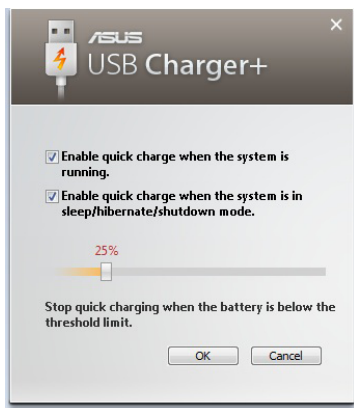 ASUS
USB Charger+
Enable quick charge when the system is
running.
Enable quick charge when the system is in
sleep/hibernate/shutdown mode.
25%
Stop quick charging when the battery is below the
threshold limit.
OK Cancel